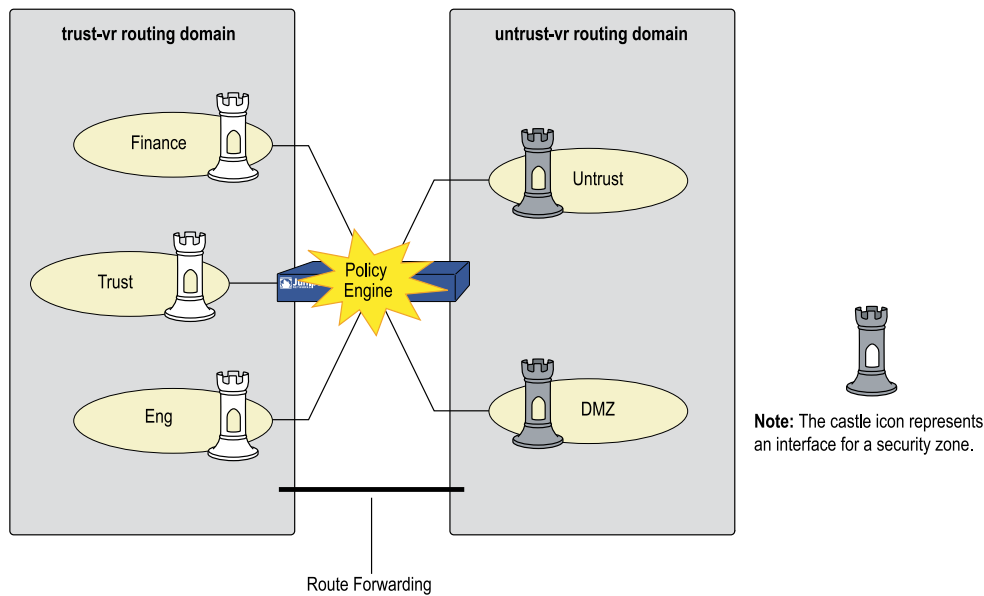 trust-vr routing domain
untrust-vr routing domain
Finance
Untrust
Trust
Policy
Engine
Eng
DMZ
Note: The castle icon represents
an interface for a security zone.
Route Forwarding